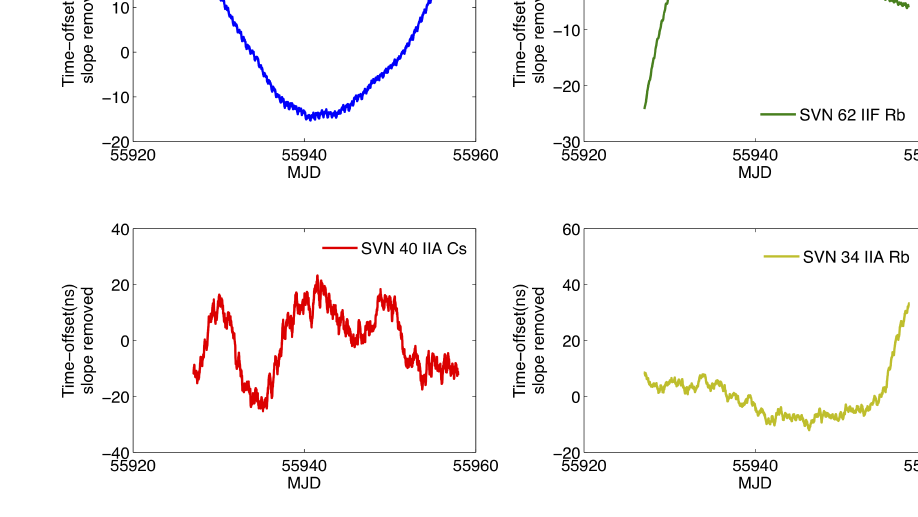 10
0
−10
−20
Time−offset
slope remov
55920 55940 55960
MJD
−10
−20
−30
Time−offset
slope remov
SVN 62 IIF Rb
55920 55940 55
MJD
40
20
0
−20
−40
Time−offset(ns)
slope removed
SVN 40 IIA Cs
55920 55940 55960
MJD
60
40
20
0
−20
Time−offset(ns)
slope removed
SVN 34 IIA Rb
55920 55940 55
MJD